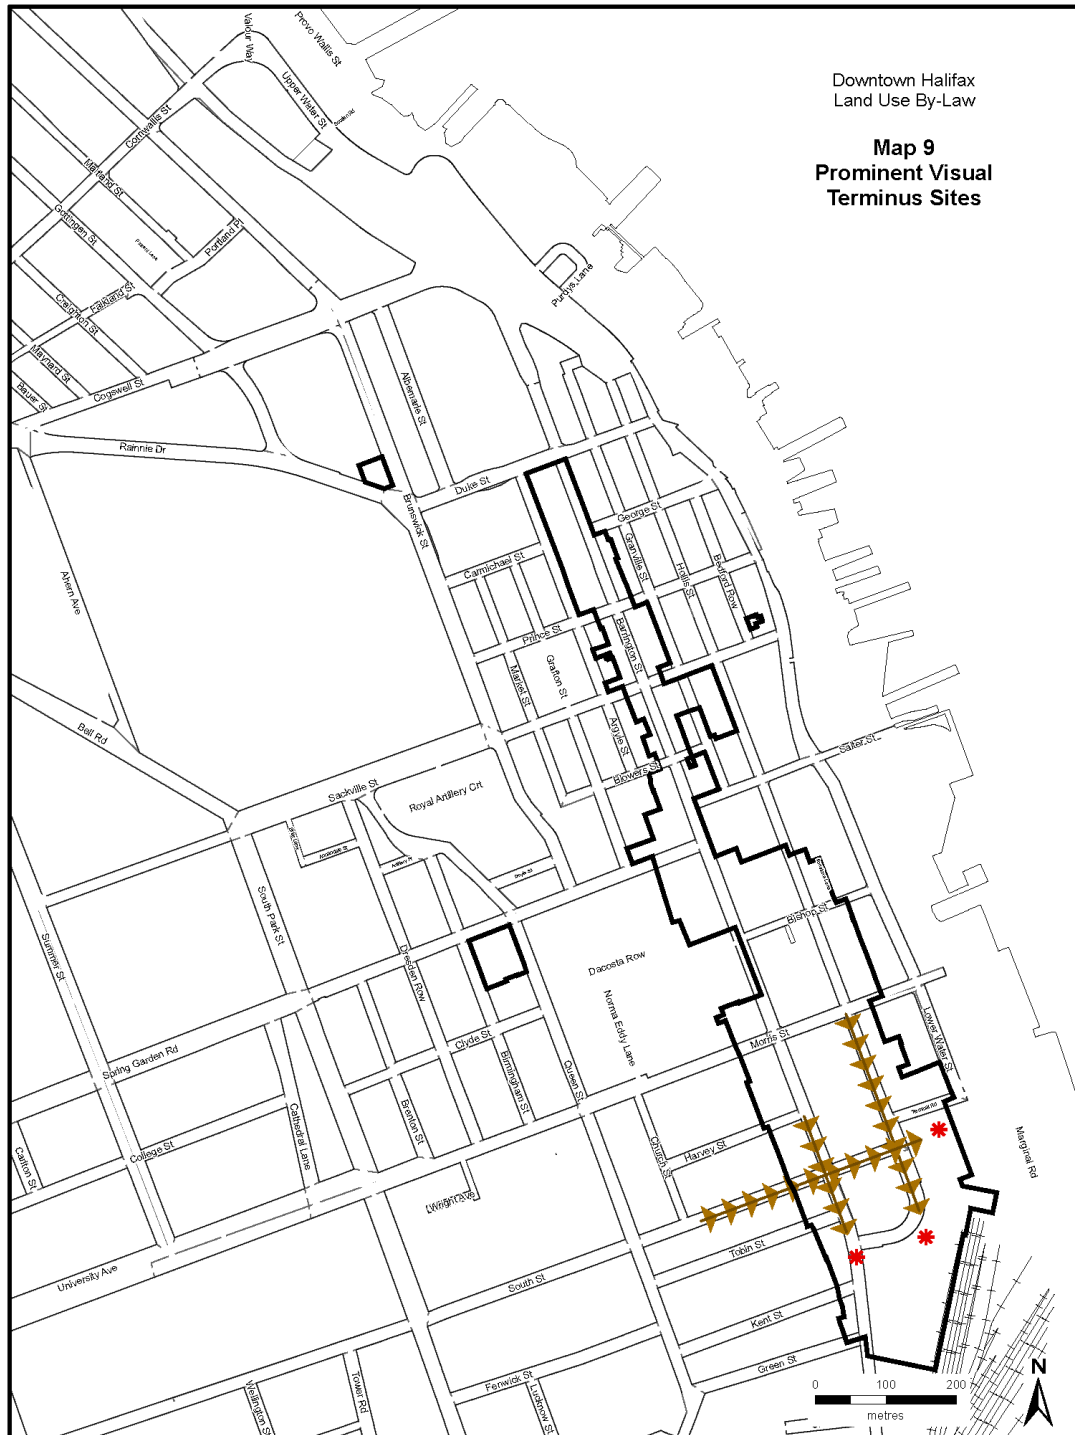 Downtown Halifax
Land Use By-Law
Map 9
Prominent Visual
Terminus Sites
Provo Wallis St
Valour Way
Upper Water St
Cornwallis St
Maitland St
Gottingen St
Portland Pl
Falkland St
Creighton St
Maynard St
Bauer St
Cogswell St
Rainnie Dr
Purdys Lane
Albemarle St
Duke St
Brunswick St
George St
Granville St
Carmichael St
Hollis St
Bedford Row
Ahern Ave
Prince St
Barrington St
Grafton St
Market St
Argyle St
Bell Rd
Salter St
Blowers St
Sackville St
Royal Artillery Crt
South Park St
Bishop St
Summer St
Dresden Row
Dacosta Row
Norma Eddy Lane
Lower Water St
Morris St
Clyde St
Spring Garden Rd
Birmingham St
Queen St
Brenton St
Cathedral Lane
College St
Carlton St
Church St
Harvey St
Terminal Rd
Marginal Rd
Wright Ave
Tobin St
University Ave
South St
Kent St
Green St
Fenwick St
Lucknow St
Tower Rd
Wellington St
N
0 100 200
metres